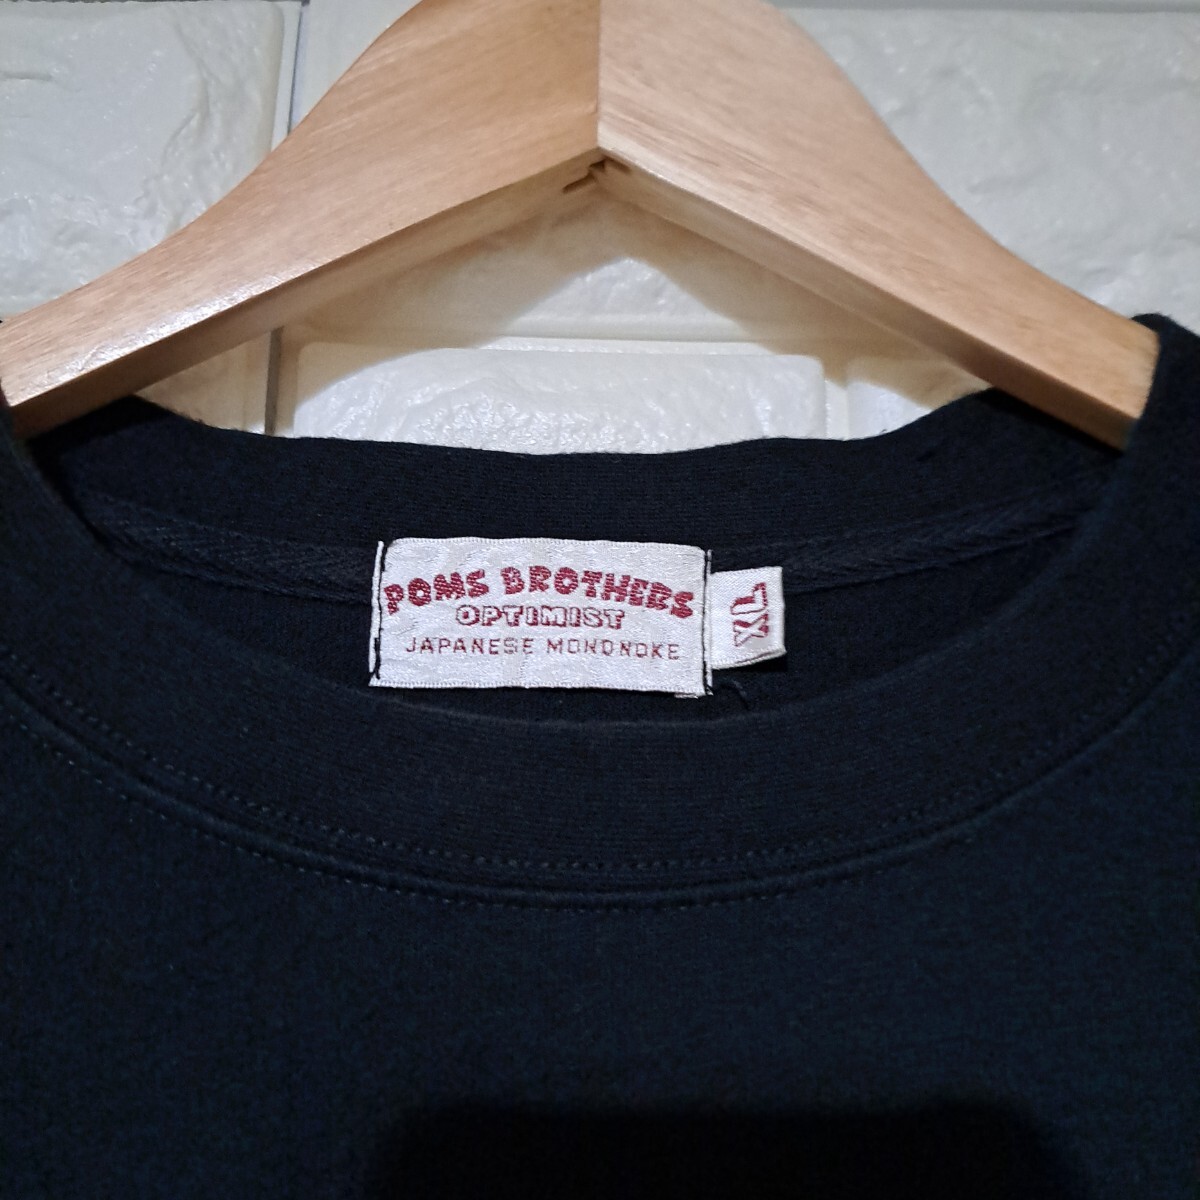 POMS BROTHERS
OPTIMIST
JAPANESE MONONOKE
XL